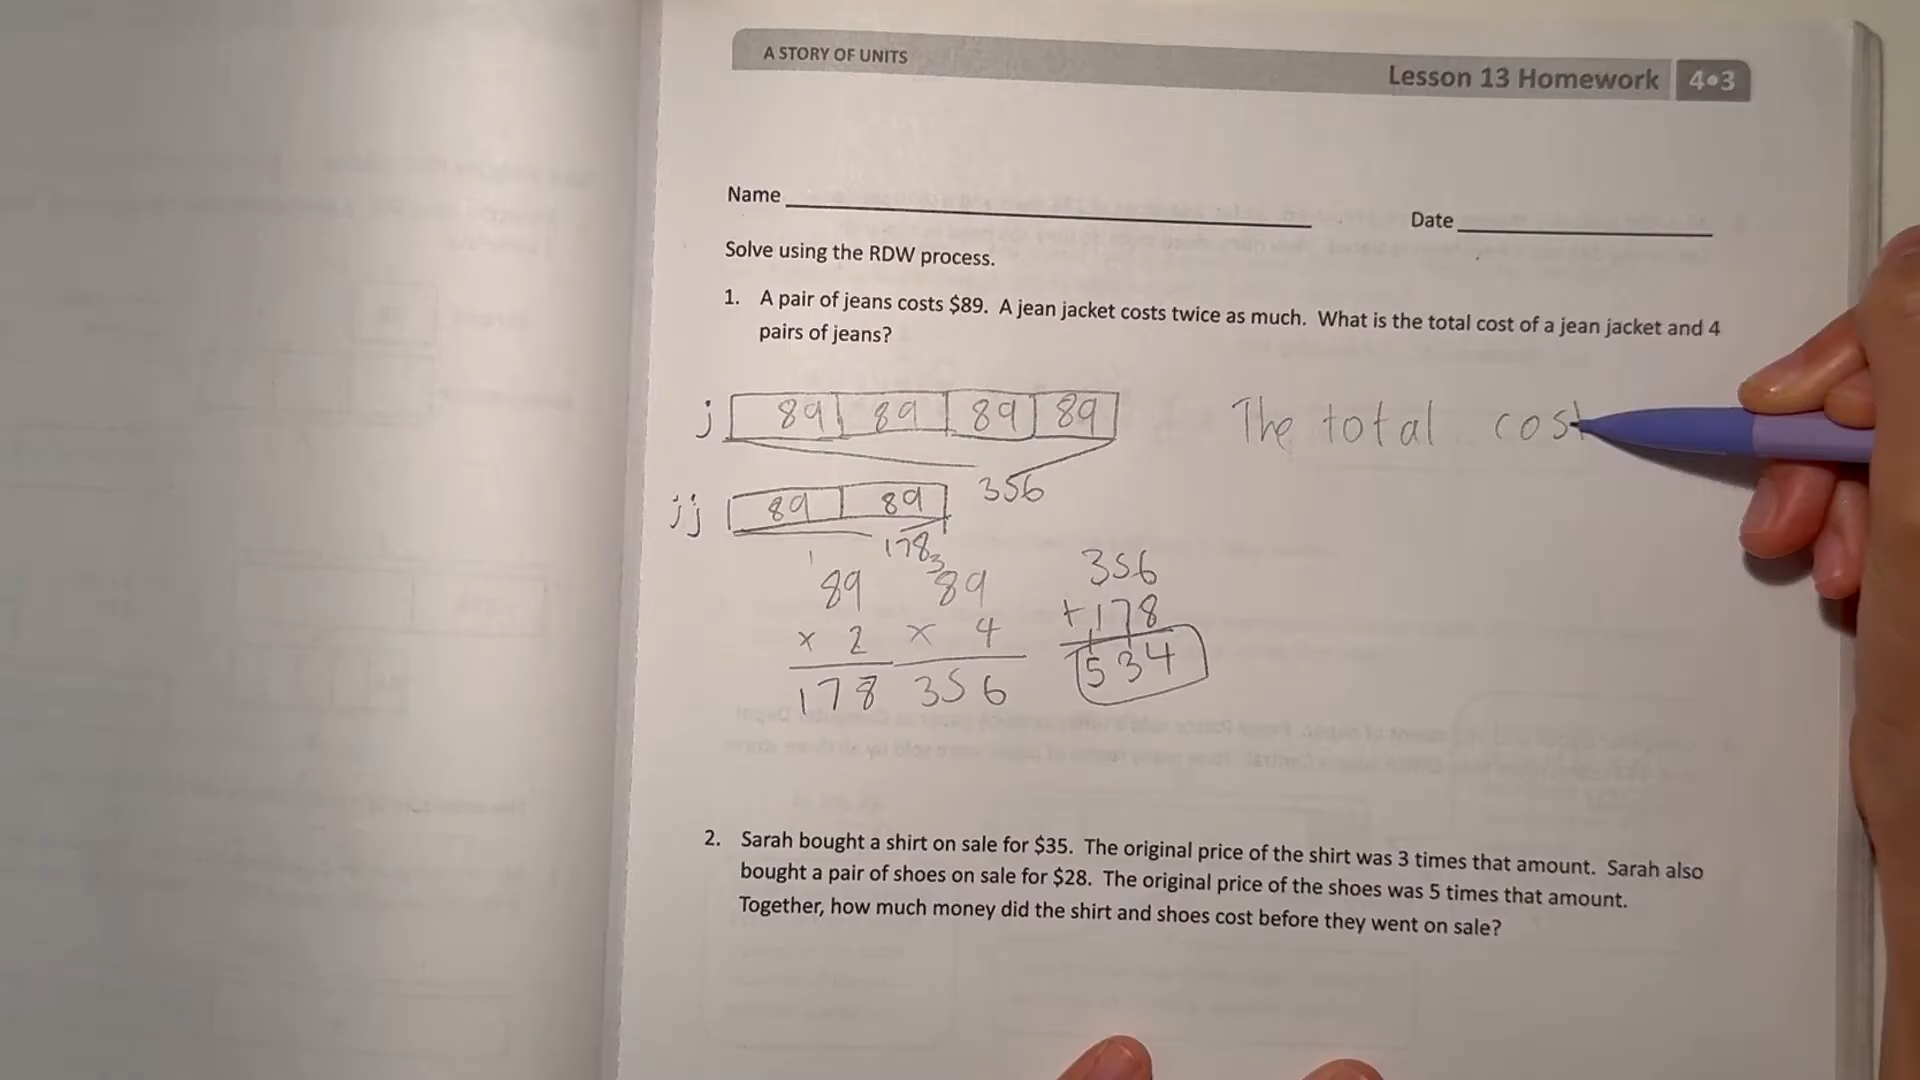 A STORY OF UNITS
Lesson 13 Homework 4•3
Name
Date
Solve using the RDW process.
1. A pair of jeans costs $89. A jean jacket costs twice as much. What is the total cost of a jean jacket and 4
pairs of jeans?
j 89 89 89 89
The total cost
356
jj 89 89
178
1 3
89 89 356
x 2 x 4 +178
178 356 534
2. Sarah bought a shirt on sale for $35. The original price of the shirt was 3 times that amount. Sarah also
bought a pair of shoes on sale for $28. The original price of the shoes was 5 times that amount.
Together, how much money did the shirt and shoes cost before they went on sale?